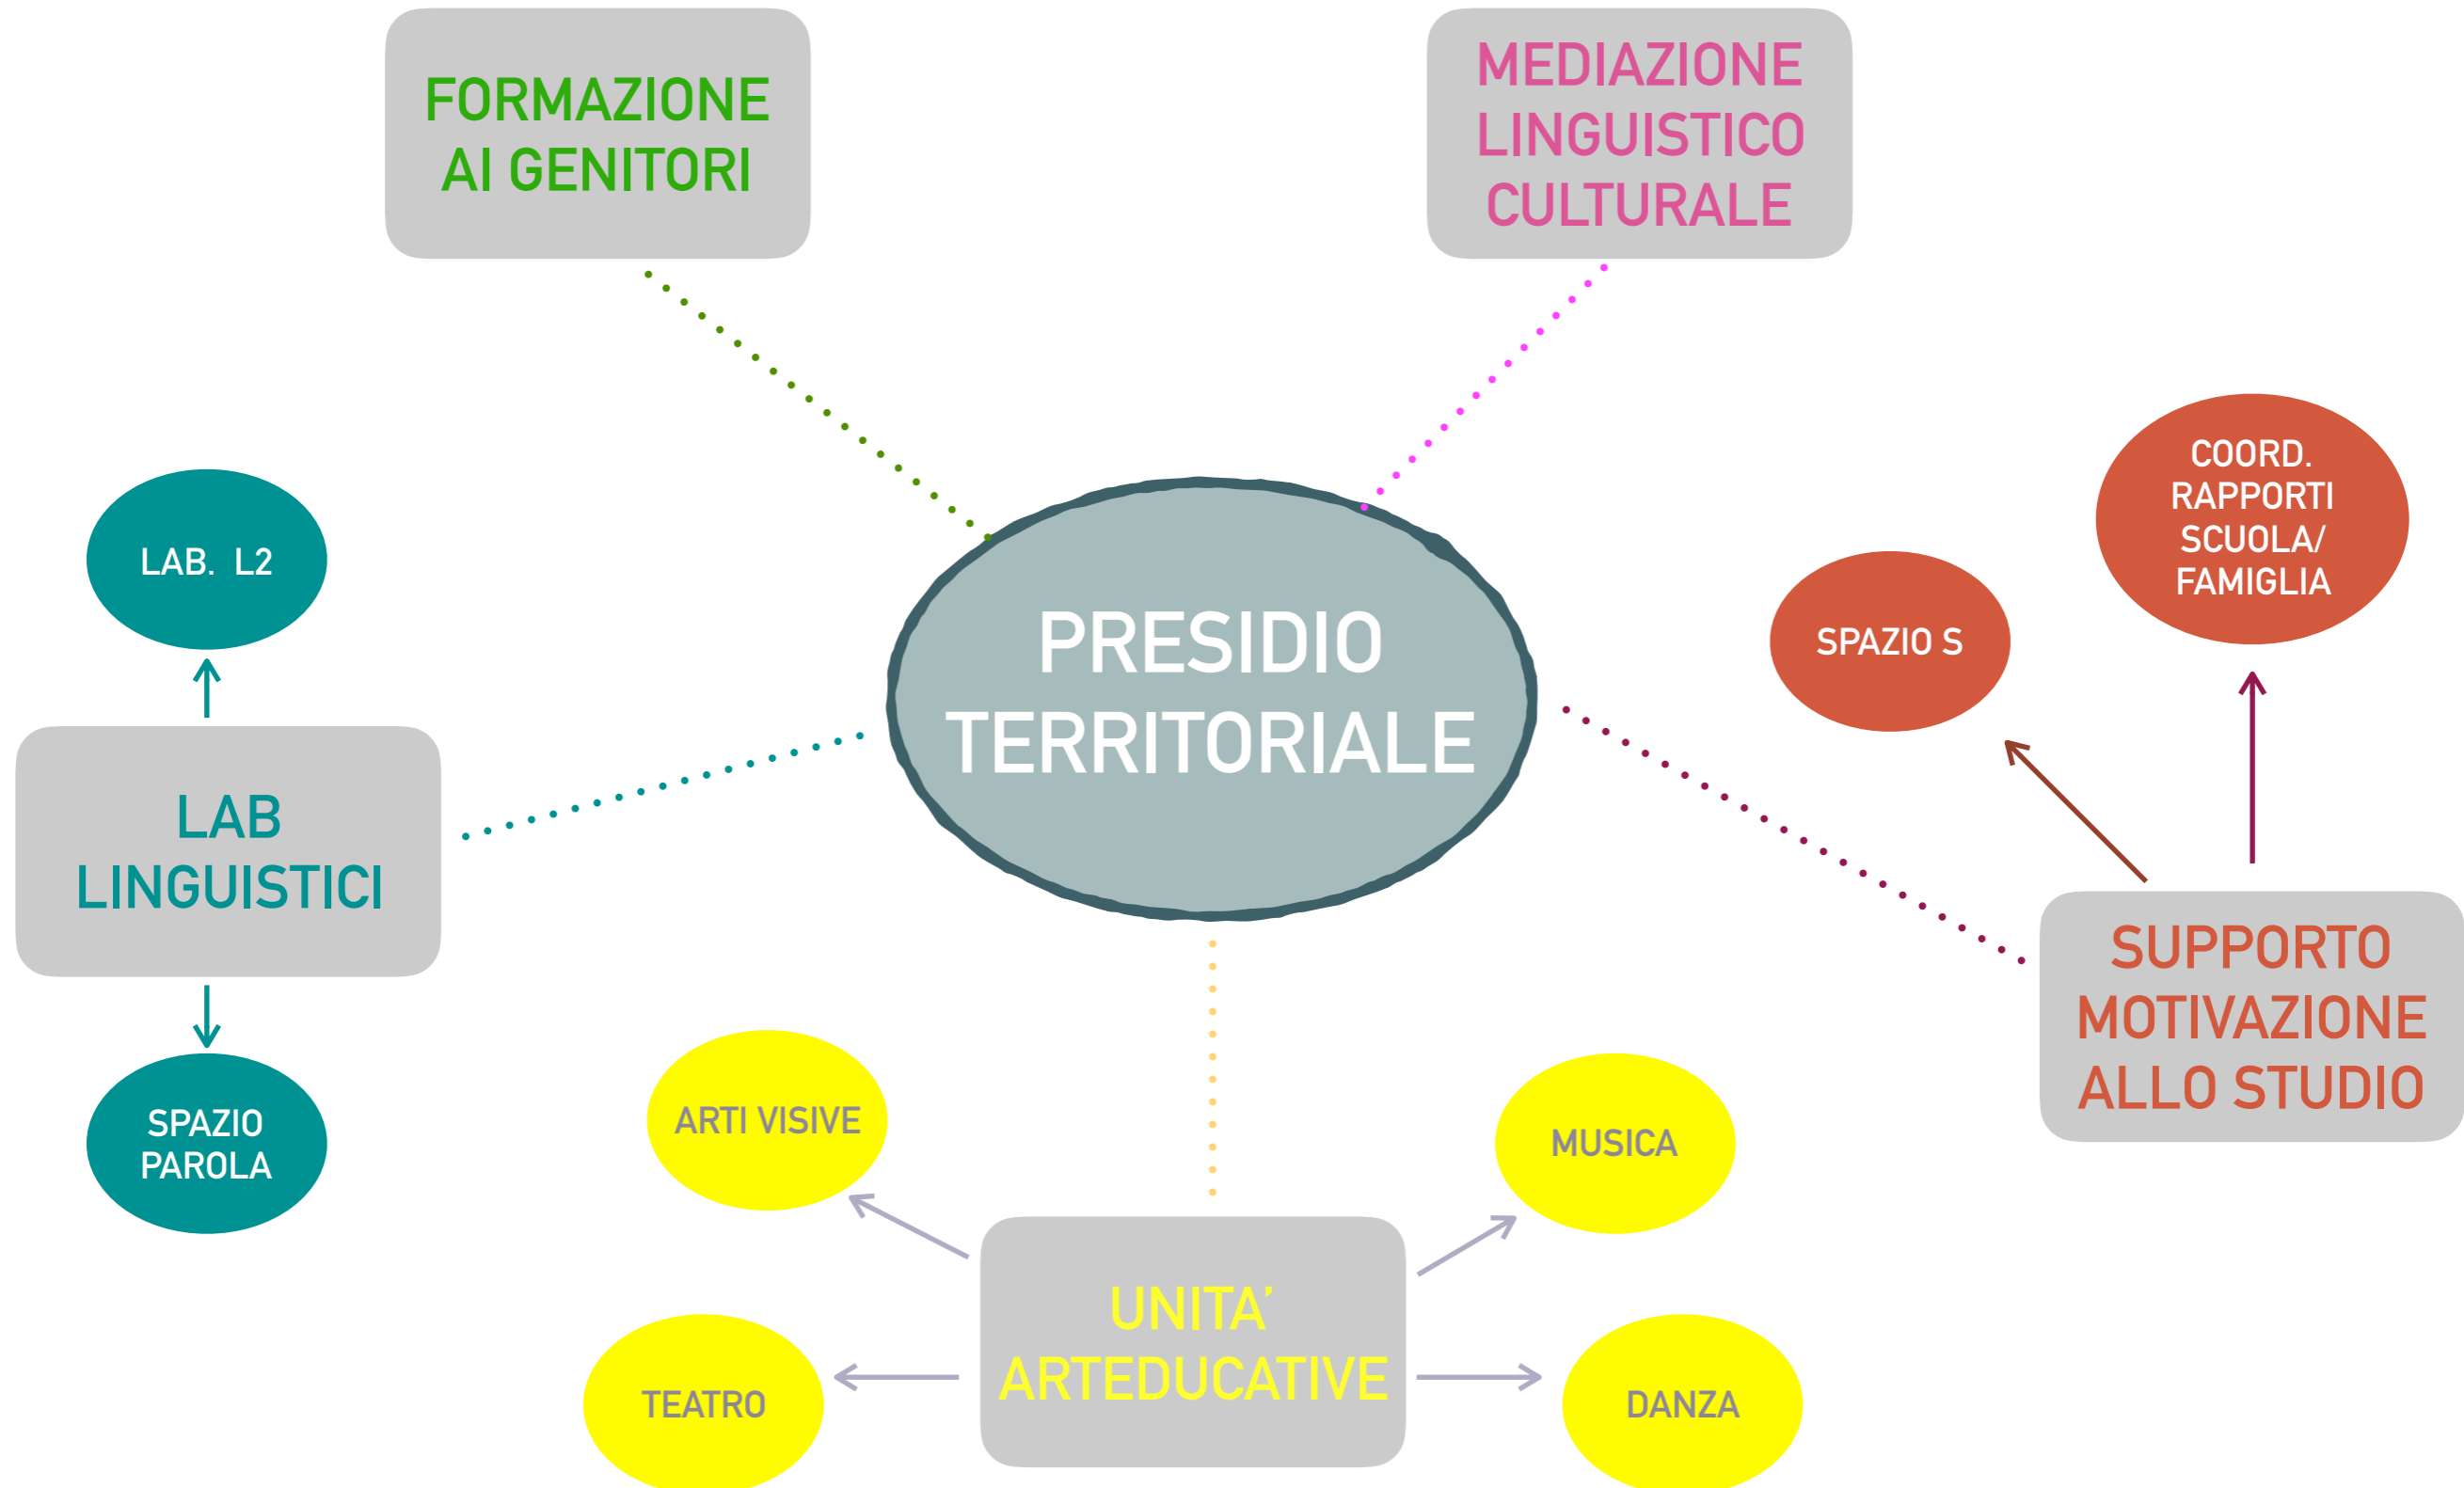 FORMAZIONE
AI GENITORI
MEDIAZIONE
LINGUISTICO
CULTURALE
COORD.
RAPPORTI
SCUOLA/
FAMIGLIA
LAB. L2
SPAZIO S
PRESIDIO
TERRITORIALE
LAB
LINGUISTICI
SUPPORTO
MOTIVAZIONE
ALLO STUDIO
SPAZIO
PAROLA
ARTI VISIVE
MUSICA
UNITA’
ARTEDUCATIVE
TEATRO
DANZA